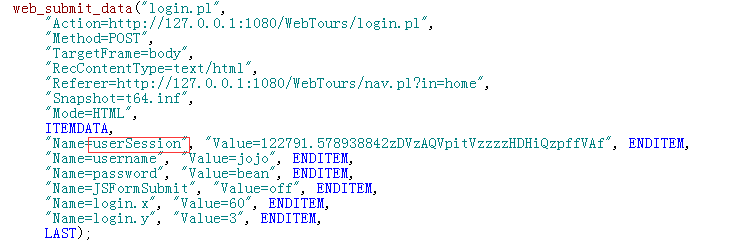 web_submit_data("login.pl",
"Action=http://127.0.0.1:1080/WebTours/login.pl",
"Method=POST",
"TargetFrame=body",
"RecContentType=text/html",
"Referer=http://127.0.0.1:1080/WebTours/nav.pl?in=home",
"Snapshot=t64.inf",
"Mode=HTML",
ITEMDATA,
"Name=userSession", "Value=122791.578938842zDVzAQVpitVzzzzHDHiQzpffVAf", ENDITEM,
"Name=username", "Value=jojo", ENDITEM,
"Name=password", "Value=bean", ENDITEM,
"Name=JSFormSubmit", "Value=off", ENDITEM,
"Name=login.x", "Value=60", ENDITEM,
"Name=login.y", "Value=3", ENDITEM,
LAST);